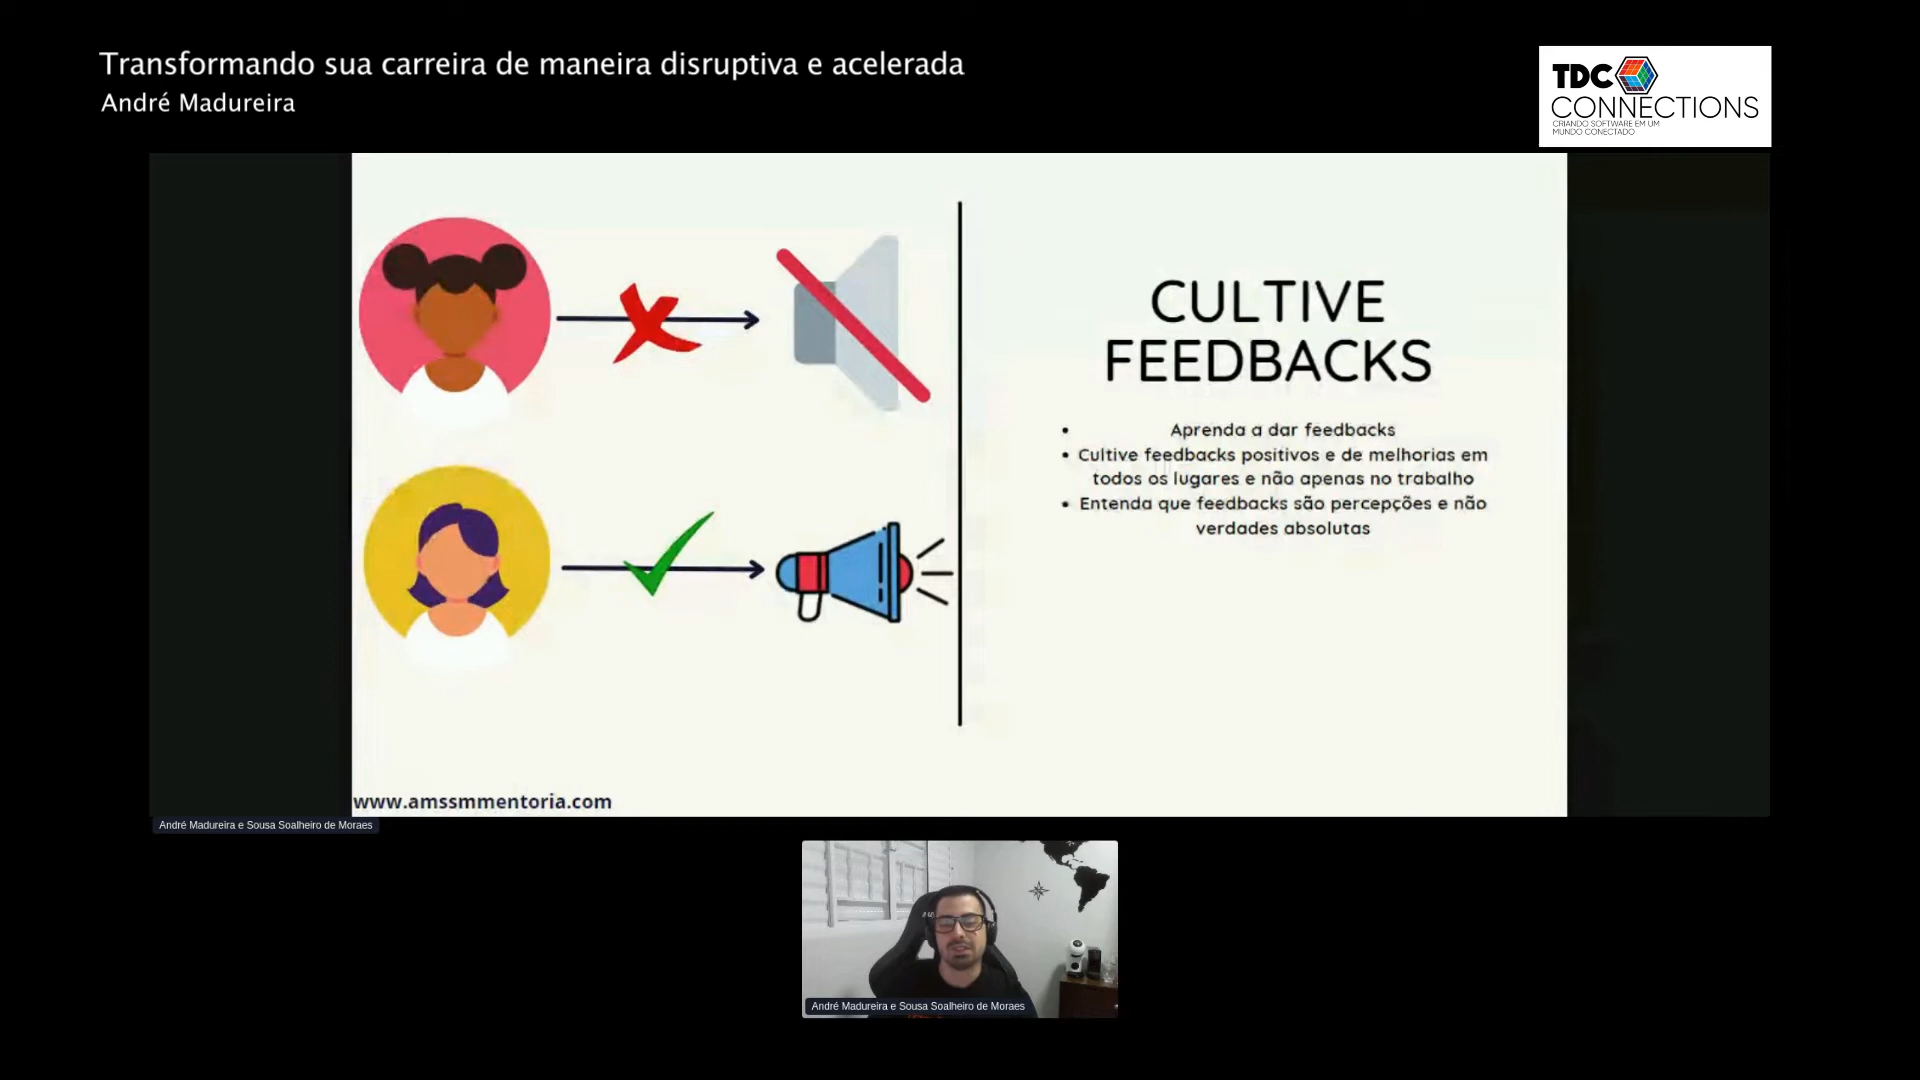 Transformando sua carreira de maneira disruptiva e acelerada
André Madureira
TDC
CONNECTIONS
CRIANDO SOFTWARE EM UM
MUNDO CONECTADO
CULTIVE
FEEDBACKS
• Aprenda a dar feedbacks
• Cultive feedbacks positivos e de melhorias em
todos os lugares e não apenas no trabalho
• Entenda que feedbacks são percepções e não
verdades absolutas
www.amssmmentoria.com
André Madureira e Sousa Soalheiro de Moraes
André Madureira e Sousa Soalheiro de Moraes